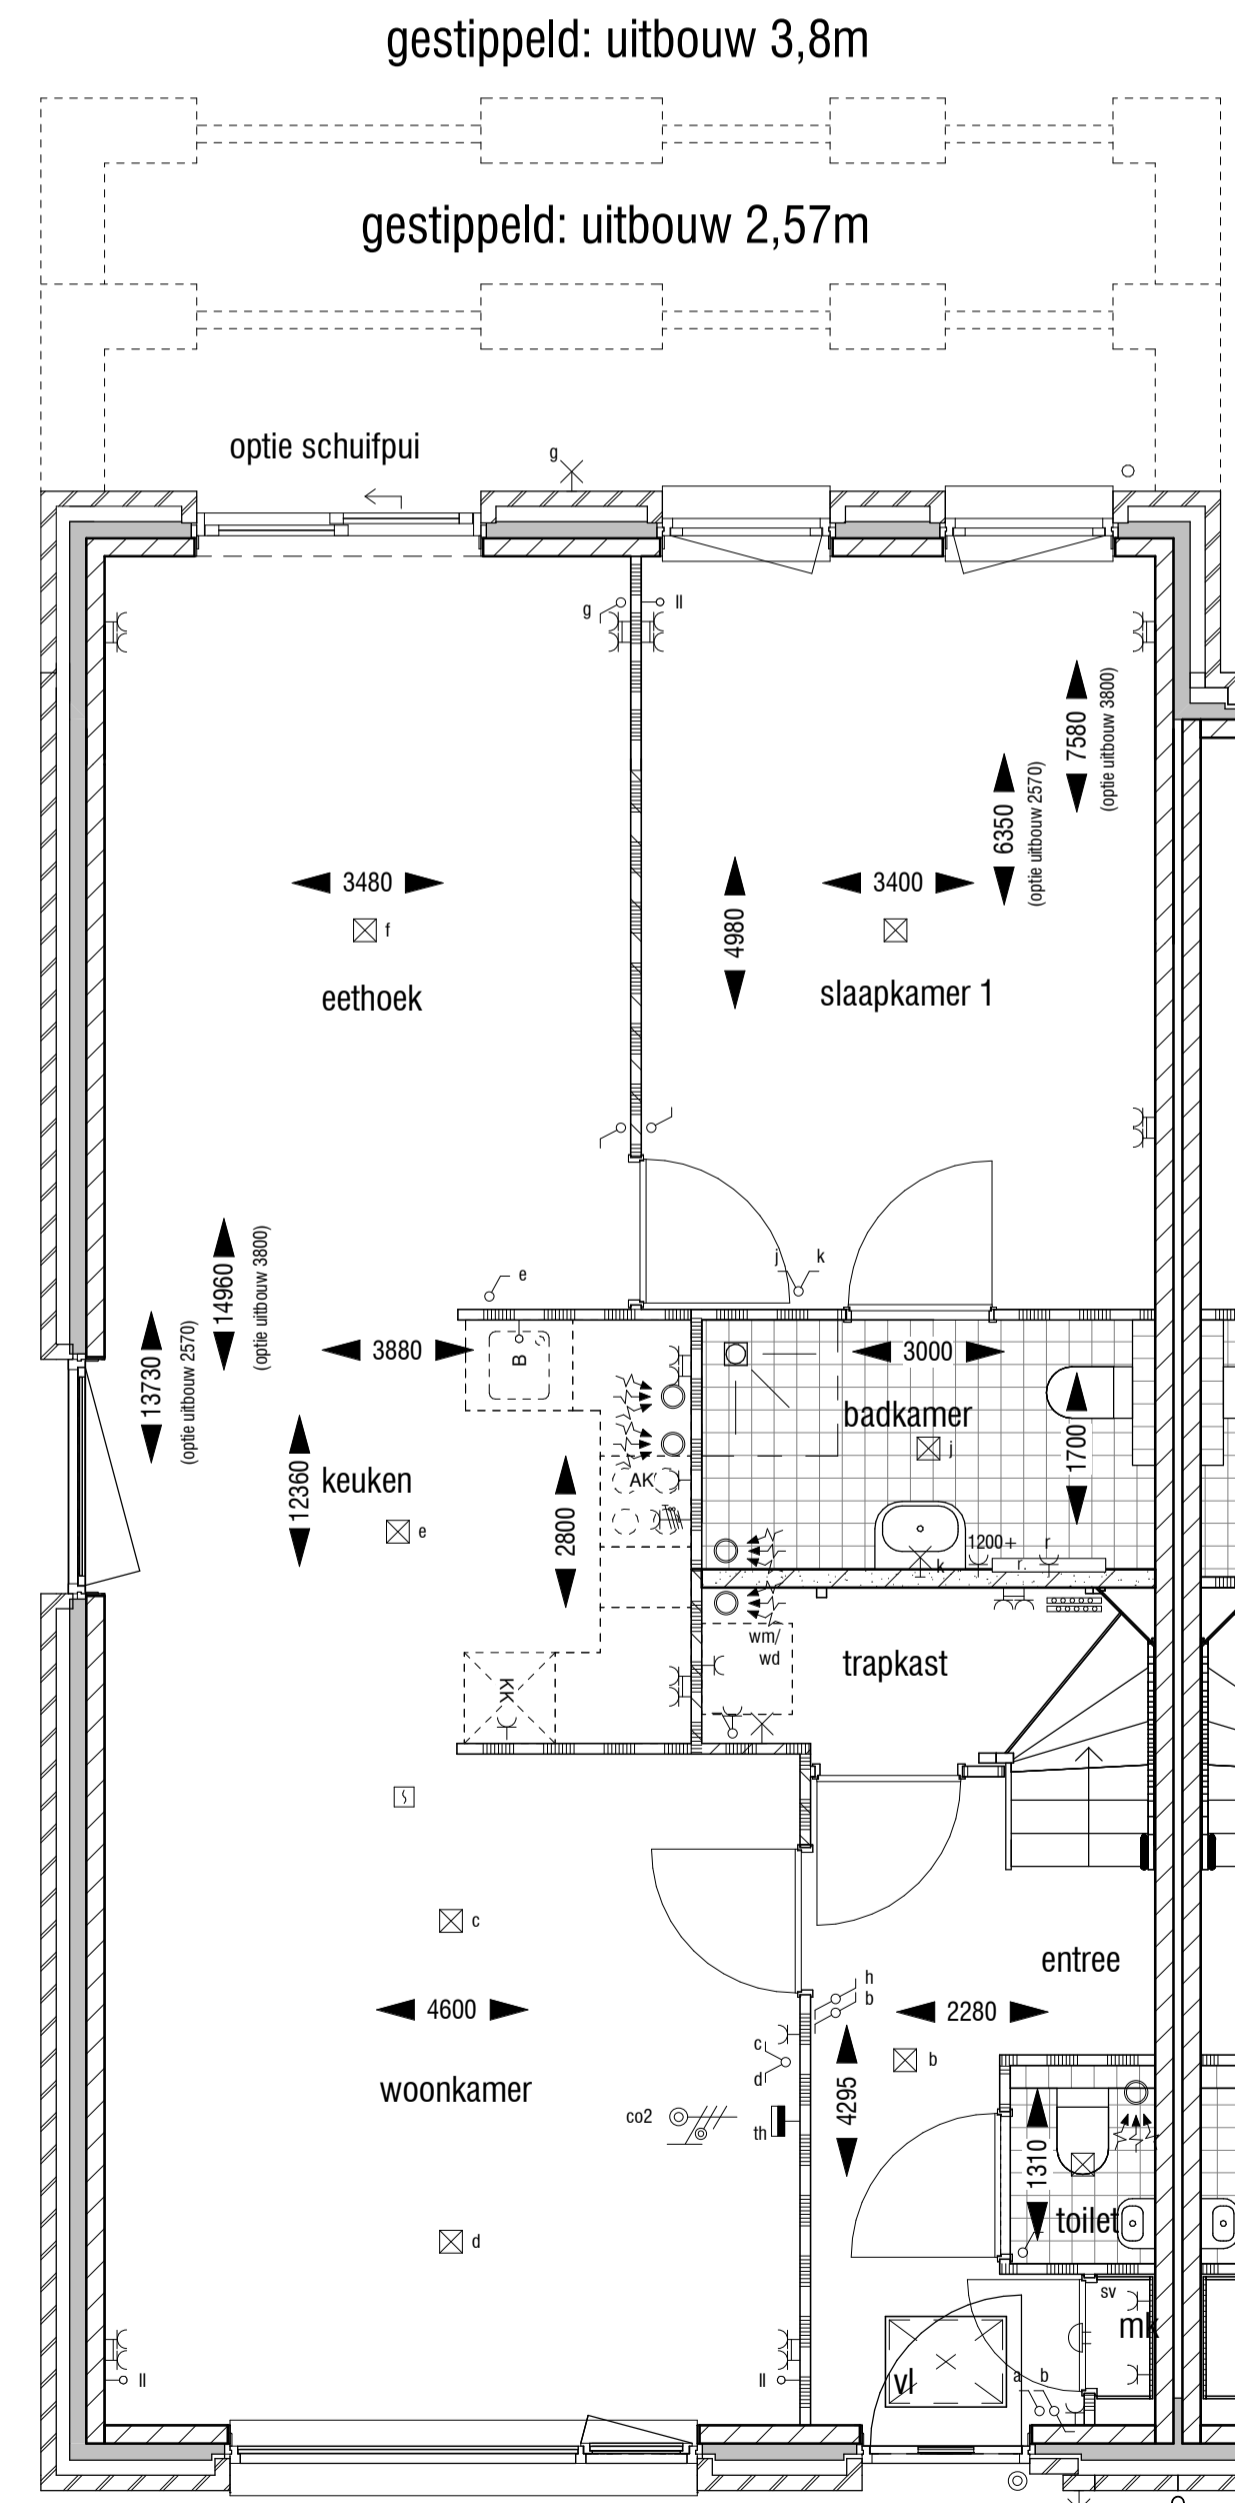 gestippeld: uitbouw 3,8m
gestippeld: uitbouw 2,57m
optie schuifpui
g
g
ll
7580
(optie uitbouw 3800)
6350
(optie uitbouw 2570)
3480
3400
f
4980
eethoek
slaapkamer 1
j
k
e
14960
(optie uitbouw 3800)
13730
(optie uitbouw 2570)
3880
B
3000
badkamer
j
1700
12360
keuken
e
AK
2800
1200+
r
r.
k
wm/
wd
trapkast
KK
c
entree
h
b
4600
2280
c
b
d
woonkamer
4295
co2
th
1310
toilet
d
sv
mk
vl
a
b
ll
ll